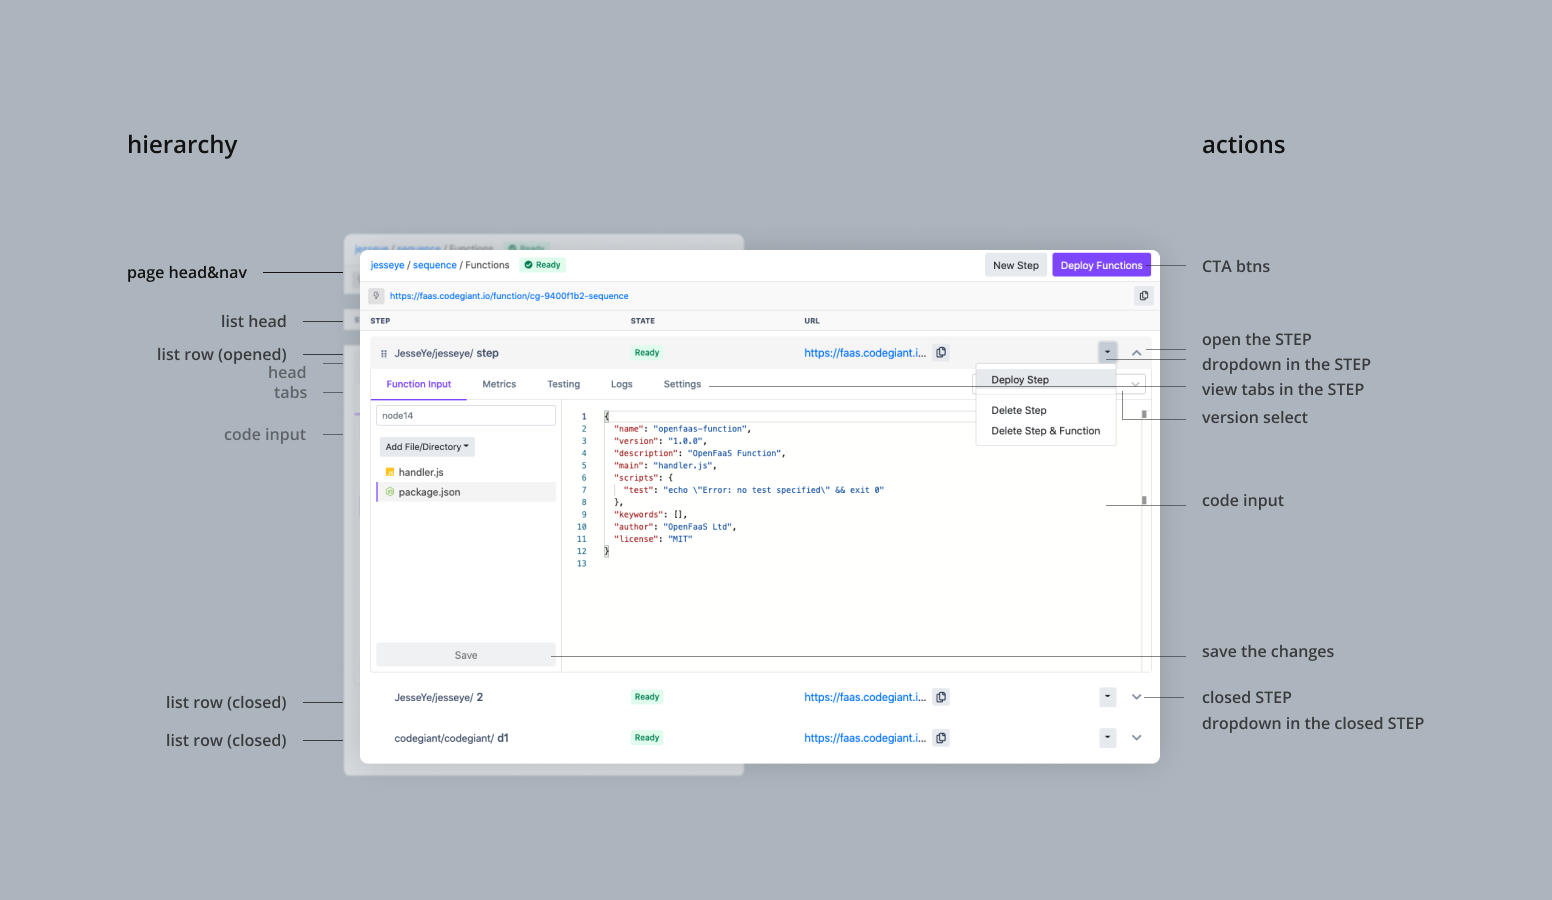 hierarchy
actions
jesseye / sequence / Functions Ready
jesseye / sequence / Functions Ready New Step Deploy Functions
page head&nav
CTA btns
https://faas.codegiant.io/function/cg-9400f1b2-sequence
list head
STEP STATE URL
list row (opened)
head
tabs
code input
JesseYe/jesseye/ step Ready https://faas.codegiant.i...
open the STEP
dropdown in the STEP
view tabs in the STEP
version select
Function Input Metrics Testing Logs Settings
Deploy Step
Delete Step
Delete Step & Function
node14
Add File/Directory
handler.js
package.json
1 {
2 "name": "openfaas-function",
3 "version": "1.0.0",
4 "description": "OpenFaaS Function",
5 "main": "handler.js",
6 "scripts": {
7 "test": "echo \"Error: no test specified\" && exit 0"
8 },
9 "keywords": [],
10 "author": "OpenFaaS Ltd",
11 "license": "MIT"
12 }
13
code input
Save
save the changes
list row (closed)
JesseYe/jesseye/ 2 Ready https://faas.codegiant.i...
closed STEP
dropdown in the closed STEP
list row (closed)
codegiant/codegiant/ d1 Ready https://faas.codegiant.i...